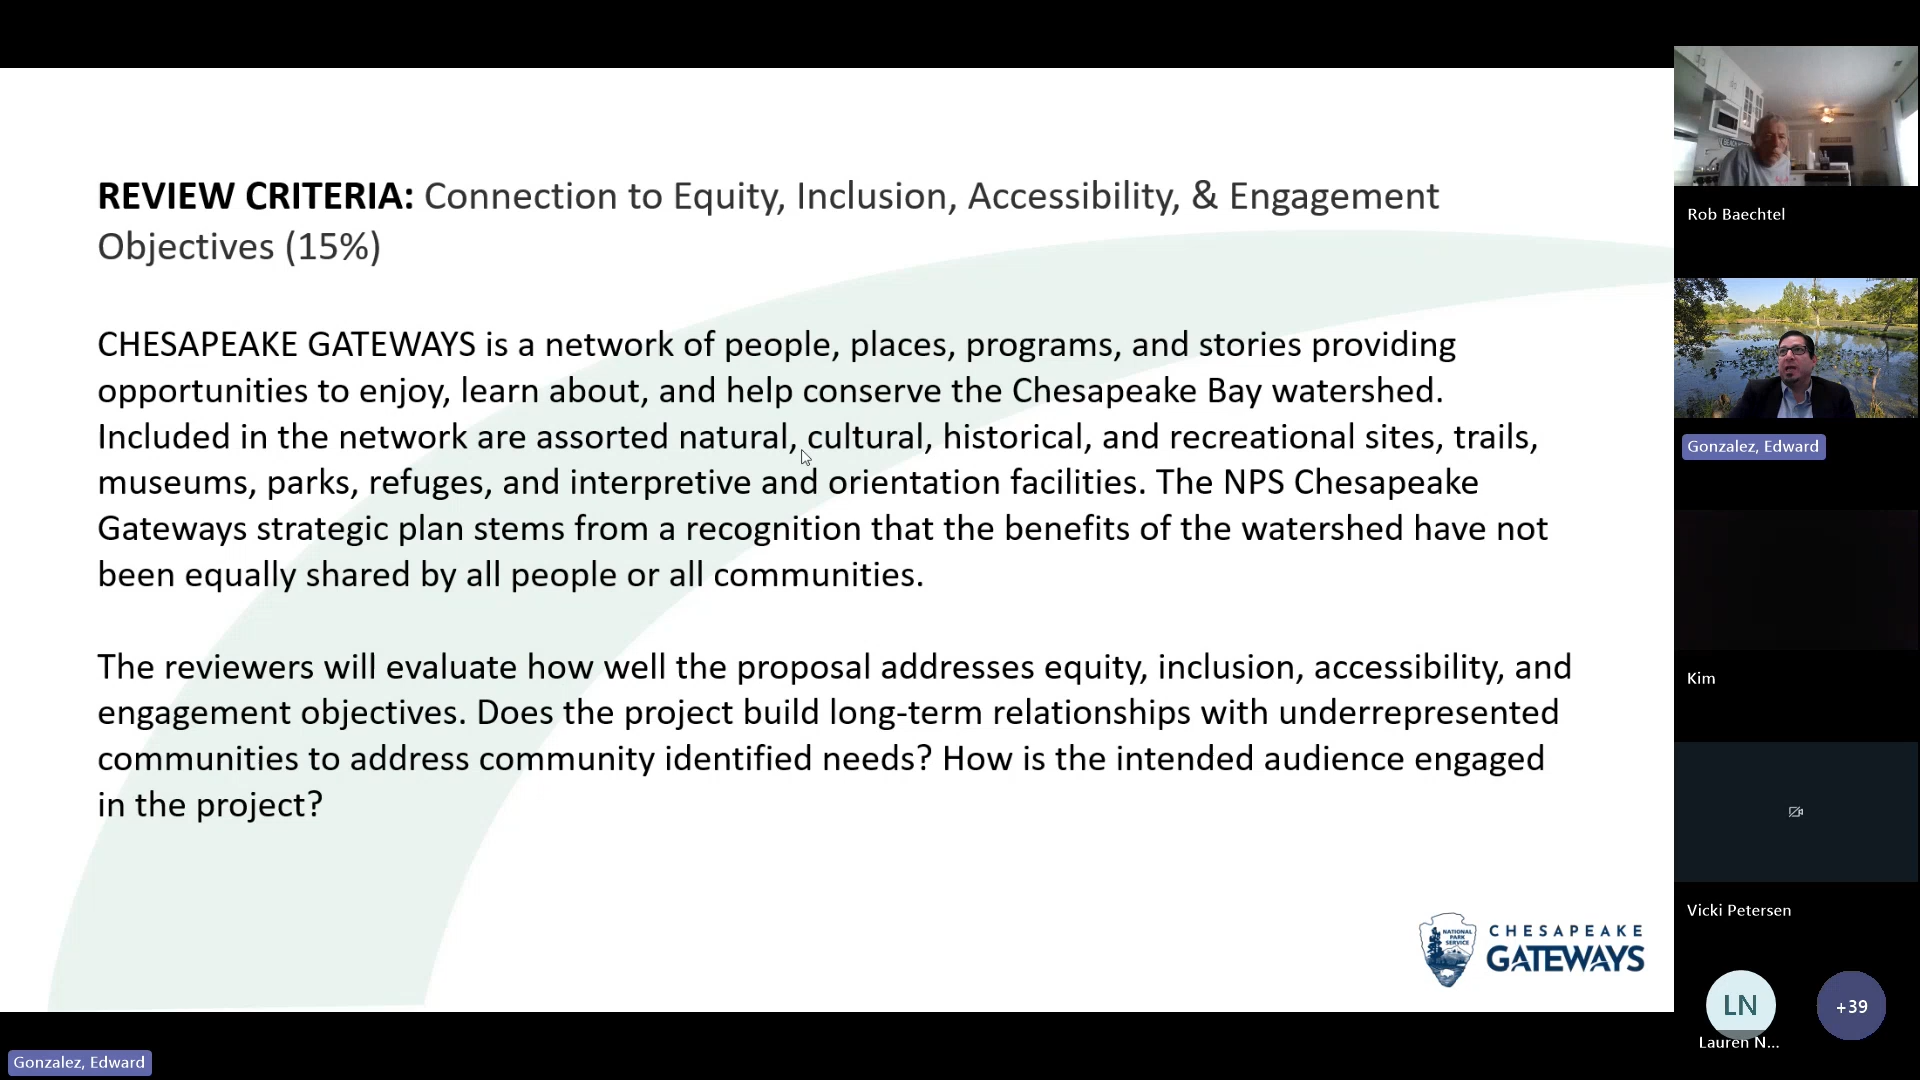 REVIEW CRITERIA: Connection to Equity, Inclusion, Accessibility, & Engagement
Objectives (15%)
CHESAPEAKE GATEWAYS is a network of people, places, programs, and stories providing
opportunities to enjoy, learn about, and help conserve the Chesapeake Bay watershed.
Included in the network are assorted natural, cultural, historical, and recreational sites, trails,
museums, parks, refuges, and interpretive and orientation facilities. The NPS Chesapeake
Gateways strategic plan stems from a recognition that the benefits of the watershed have not
been equally shared by all people or all communities.
The reviewers will evaluate how well the proposal addresses equity, inclusion, accessibility, and
engagement objectives. Does the project build long-term relationships with underrepresented
communities to address community identified needs? How is the intended audience engaged
in the project?
NATIONAL
PARK
SERVICE
CHESAPEAKE
GATEWAYS
Rob Baechtel
Gonzalez, Edward
Kim
Vicki Petersen
LN
+39
Lauren N...
Gonzalez, Edward